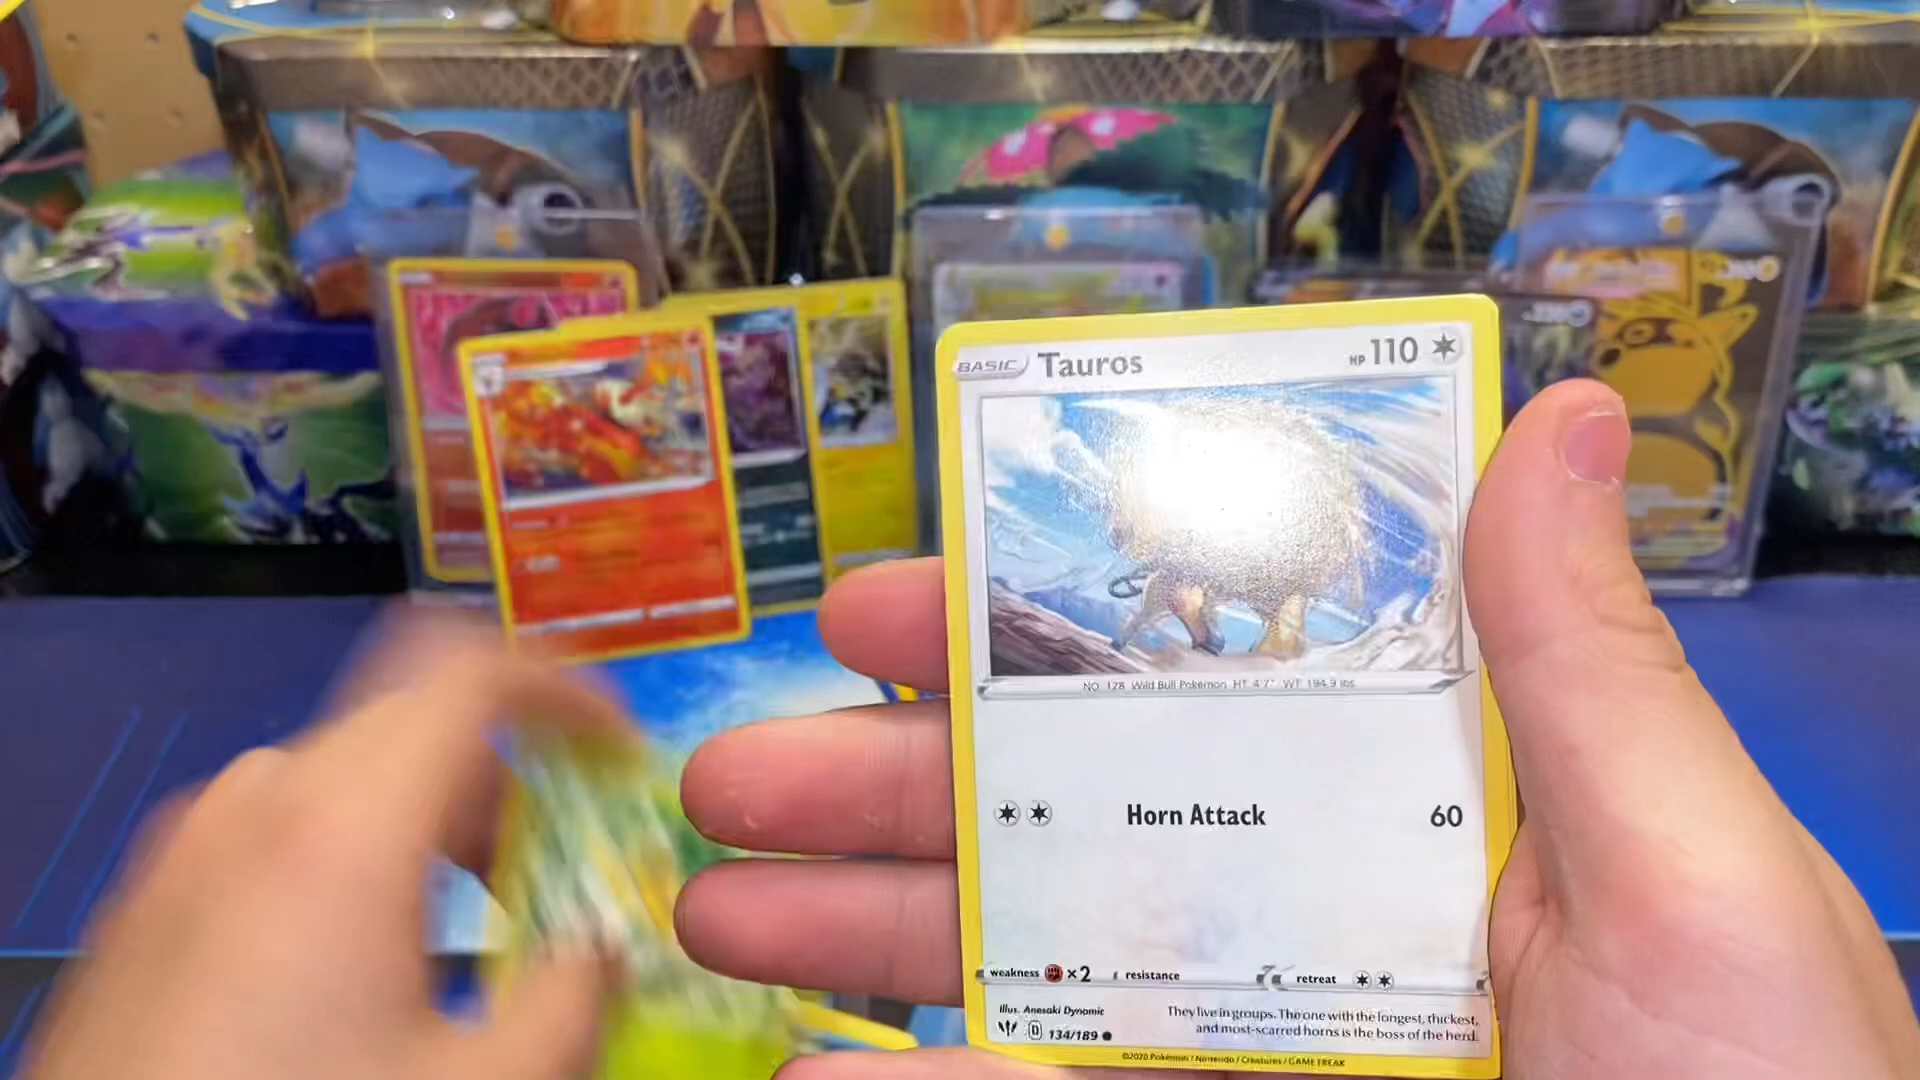 BASIC Tauros HP 110
NO. 128 Wild Bull Pokémon HT 4'7" WT 194.9 lbs
Horn Attack 60
weakness ×2 resistance retreat
Illus. Anesaki Dynamic
They live in groups. The one with the longest, thickest,
and most-scarred horns is the boss of the herd.
D 134/189
©2020 Pokémon / Nintendo / Creatures / GAME FREAK